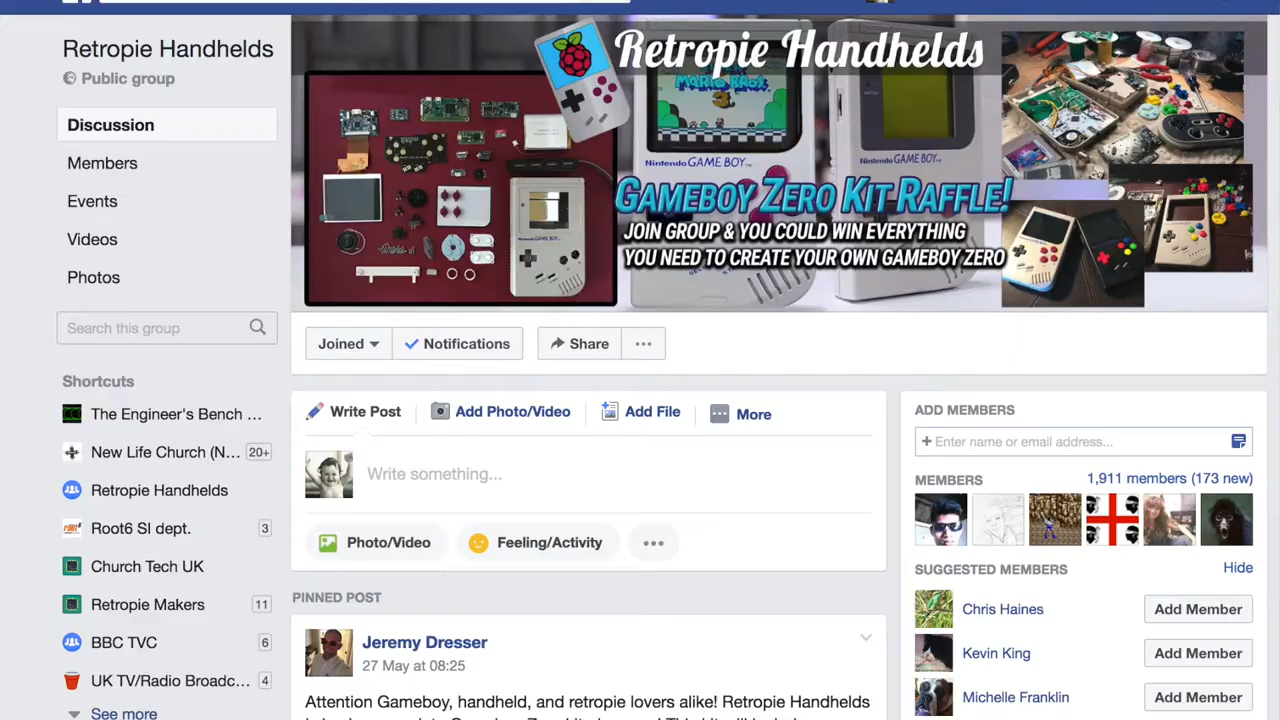 Retropie Handhelds
Public group
Discussion
Members
Events
Videos
Photos
Search this group
Shortcuts
The Engineer's Bench ...
New Life Church (N... 20+
Retropie Handhelds
Root6 SI dept. 3
Church Tech UK
Retropie Makers 11
BBC TVC 6
UK TV/Radio Broadc... 4
See more
Retropie Handhelds
MARIO BROS.
3
Nintendo GAME BOY
Nintendo GAME BOY
GAMEBOY ZERO KIT RAFFLE!
JOIN GROUP & YOU COULD WIN EVERYTHING
YOU NEED TO CREATE YOUR OWN GAMEBOY ZERO
Joined Notifications Share ...
Write Post Add Photo/Video Add File More
Write something...
Photo/Video Feeling/Activity ...
PINNED POST
Jeremy Dresser
27 May at 08:25
Attention Gameboy, handheld, and retropie lovers alike! Retropie Handhelds
ADD MEMBERS
+ Enter name or email address...
MEMBERS 1,911 members (173 new)
SUGGESTED MEMBERS Hide
Chris Haines Add Member
Kevin King Add Member
Michelle Franklin Add Member